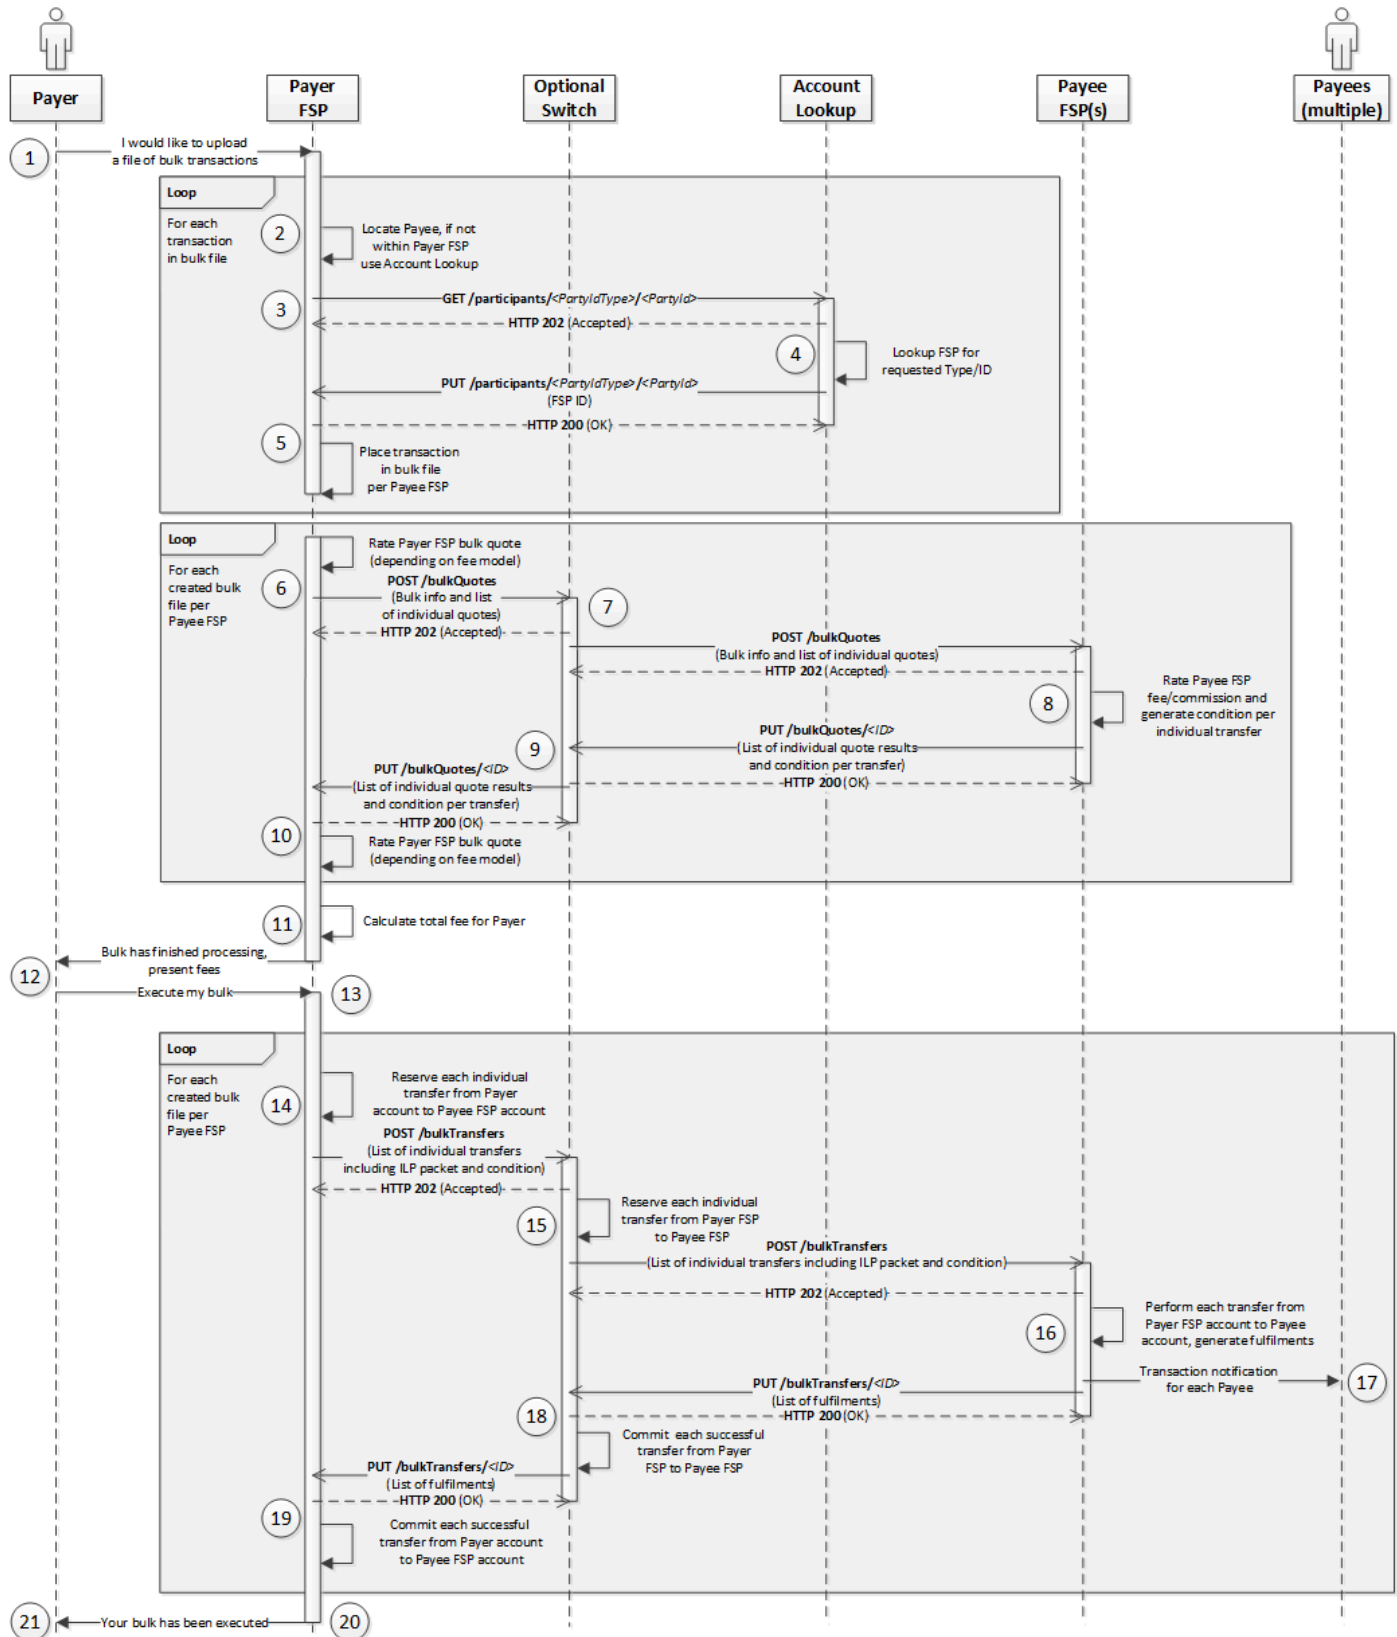 Payer
Payer
FSP
Optional
Switch
Account
Lookup
Payee
FSP(s)
Payees
(multiple)
1
I would like to upload
a file of bulk transactions
Loop
For each
transaction
in bulk file
2
Locate Payee, if not
within Payer FSP
use Account Lookup
3
GET /participants/<PartyIdType>/<PartyId>
HTTP 202 (Accepted)
4
Lookup FSP for
requested Type/ID
PUT /participants/<PartyIdType>/<PartyId>
(FSP ID)
HTTP 200 (OK)
5
Place transaction
in bulk file
per Payee FSP
Loop
For each
created bulk
file per
Payee FSP
Rate Payer FSP bulk quote
(depending on fee model)
6
POST /bulkQuotes
(Bulk info and list
of individual quotes)
7
HTTP 202 (Accepted)
POST /bulkQuotes
(Bulk info and list of individual quotes)
HTTP 202 (Accepted)
8
Rate Payee FSP
fee/commission and
generate condition per
individual transfer
PUT /bulkQuotes/<ID>
(List of individual quote results
and condition per transfer)
9
HTTP 200 (OK)
PUT /bulkQuotes/<ID>
(List of individual quote results
and condition per transfer)
HTTP 200 (OK)
10
Rate Payer FSP bulk quote
(depending on fee model)
11
Calculate total fee for Payer
Bulk has finished processing,
present fees
12
Execute my bulk
13
Loop
For each
created bulk
file per
Payee FSP
14
Reserve each individual
transfer from Payer
account to Payee FSP account
POST /bulkTransfers
(List of individual transfers
including ILP packet and condition)
HTTP 202 (Accepted)
15
Reserve each individual
transfer from Payer FSP
to Payee FSP
POST /bulkTransfers
(List of individual transfers including ILP packet and condition)
HTTP 202 (Accepted)
16
Perform each transfer from
Payer FSP account to Payee
account, generate fulfilments
Transaction notification
for each Payee
17
PUT /bulkTransfers/<ID>
(List of fulfilments)
HTTP 200 (OK)
18
Commit each successful
transfer from Payer
FSP to Payee FSP
PUT /bulkTransfers/<ID>
(List of fulfilments)
HTTP 200 (OK)
19
Commit each successful
transfer from Payer account
to Payee FSP account
21
Your bulk has been executed
20